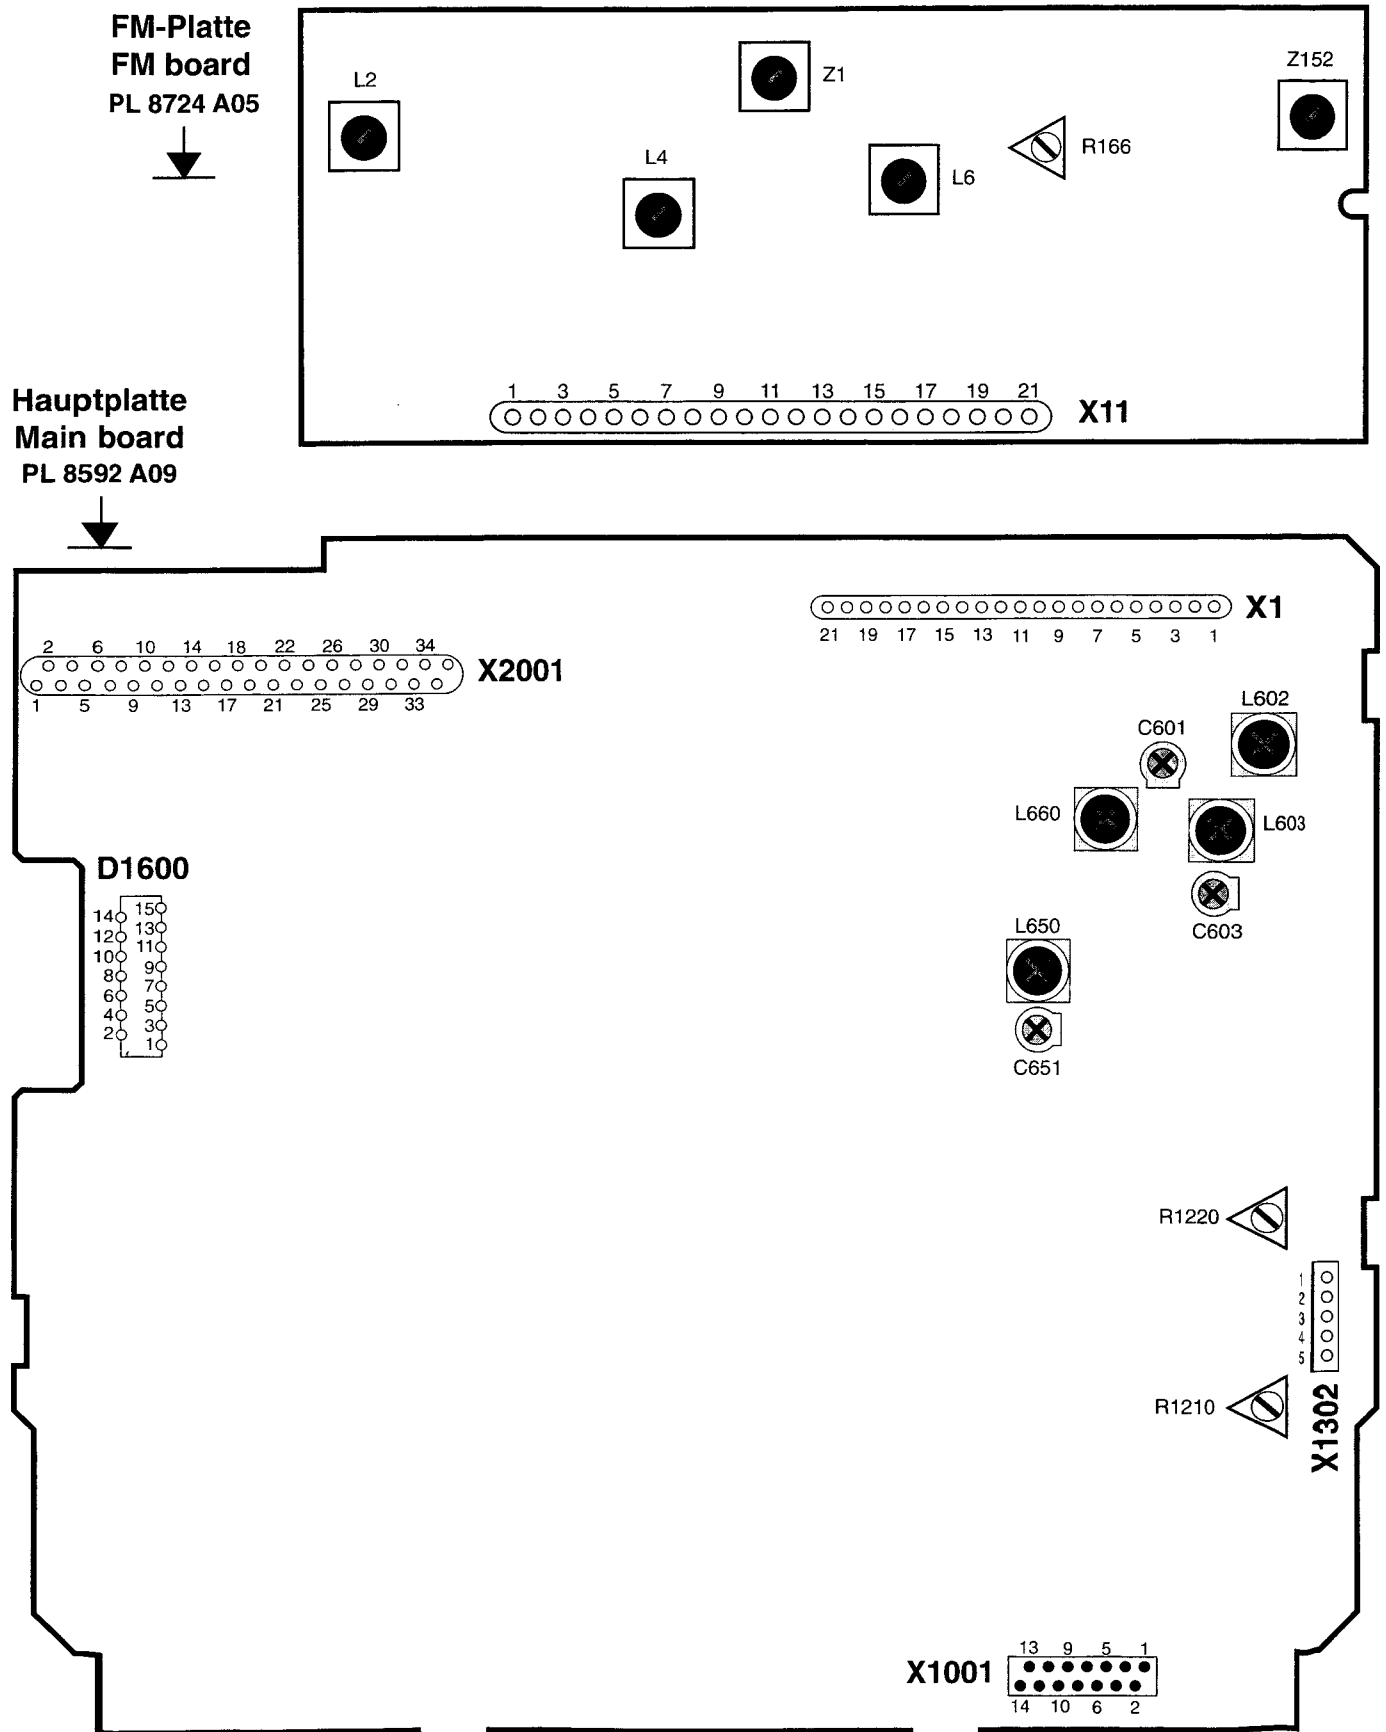 FM-Platte
FM board
PL 8724 A05
L2
Z1
Z152
L4
L6
R166
1 3 5 7 9 11 13 15 17 19 21
X11
Hauptplatte
Main board
PL 8592 A09
X1
21 19 17 15 13 11 9 7 5 3 1
2 6 10 14 18 22 26 30 34
X2001
1 5 9 13 17 21 25 29 33
L602
C601
L660
L603
C603
D1600
14 15
12 13
10 11
8 9
6 7
4 5
2 3
1
L650
C651
R1220
1
2
3
4
5
R1210
X1302
13 9 5 1
X1001
14 10 6 2